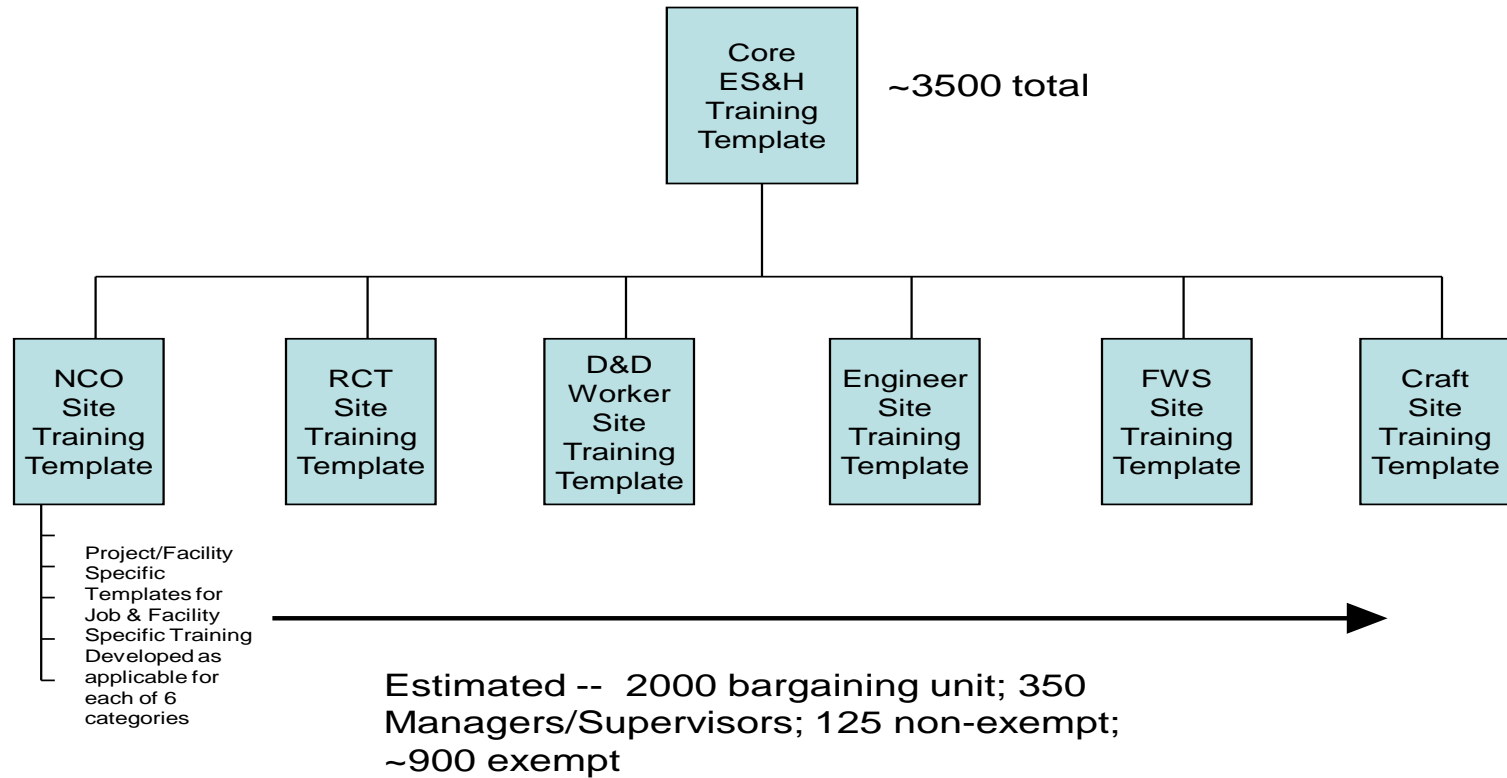 Core
ES&H
Training
Template
~3500 total
NCO
Site
Training
Template
RCT
Site
Training
Template
D&D
Worker
Site
Training
Template
Engineer
Site
Training
Template
FWS
Site
Training
Template
Craft
Site
Training
Template
Project/Facility
Specific
Templates for
Job & Facility
Specific Training
Developed as
applicable for
each of 6
categories
Estimated -- 2000 bargaining unit; 350
Managers/Supervisors; 125 non-exempt;
~900 exempt